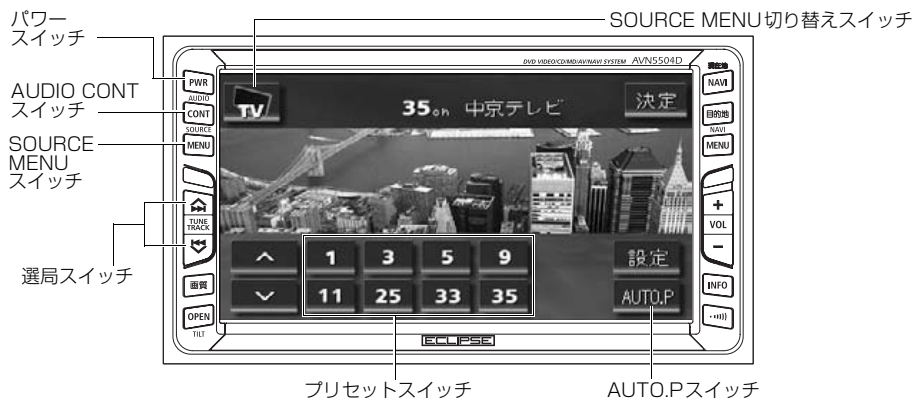 パワー
スイッチ
SOURCE MENU切り替えスイッチ
DVD VIDEO/CD/MD/AV/NAVI SYSTEM AVN5504D
現在地
PWR
NAVI
AUDIO CONT
スイッチ
AUDIO
CONT
TV
35ch 中京テレビ
決定
目的地
SOURCE
MENU
スイッチ
SOURCE
MENU
NAVI
MENU
TUNE
TRACK
+
VOL
−
選局スイッチ
1
3
5
9
設定
画質
INFO
11
25
33
35
AUTO.P
OPEN
TILT
ECLIPSE
プリセットスイッチ
AUTO.Pスイッチ